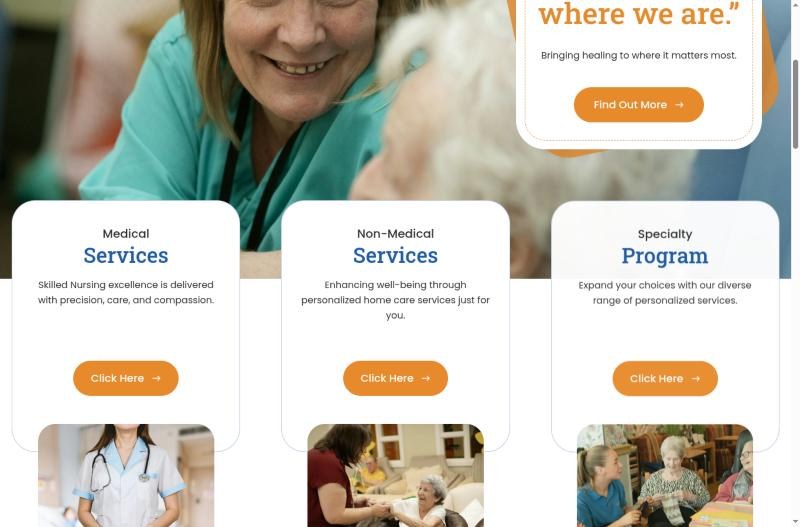 where we are.”
Bringing healing to where it matters most.
Find Out More →
Medical
Services
Skilled Nursing excellence is delivered
with precision, care, and compassion.
Click Here →
Non-Medical
Services
Enhancing well-being through
personalized home care services just for
you.
Click Here →
Specialty
Program
Expand your choices with our diverse
range of personalized services.
Click Here →